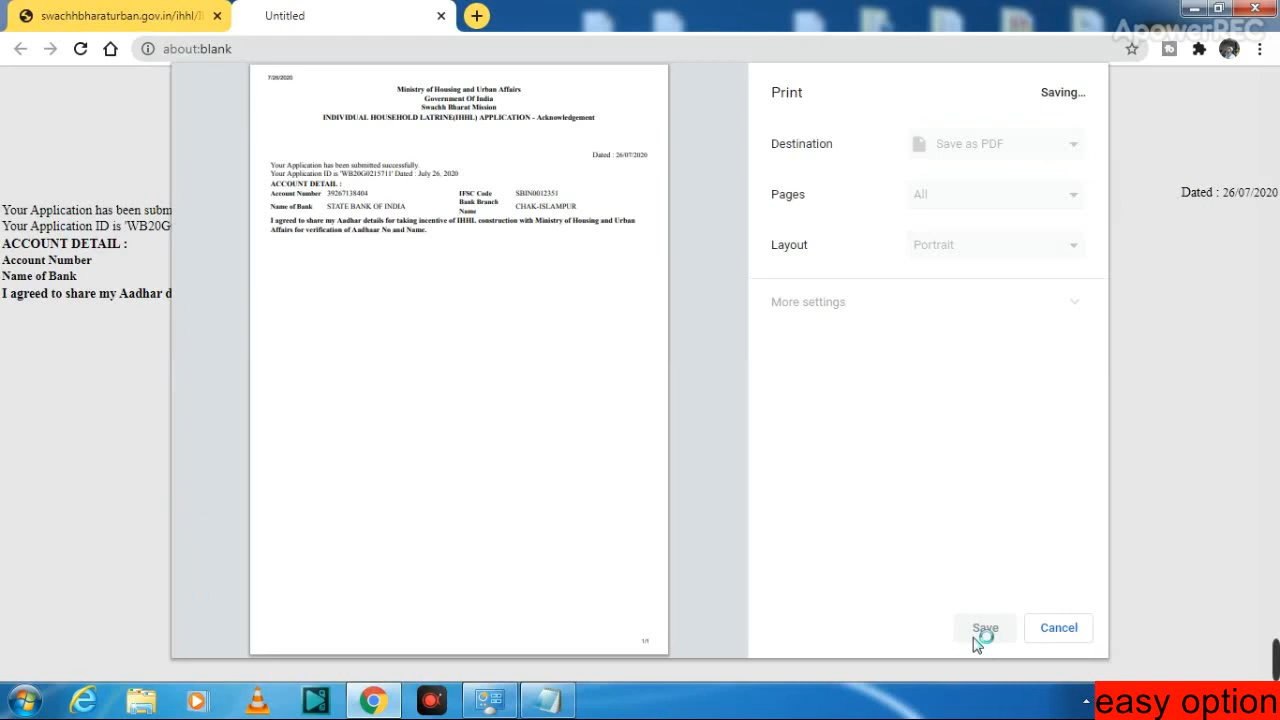 swachhbharaturban.gov.in/ihhl/
Untitled
ApowerREC
about:blank
7/26/2020
Ministry of Housing and Urban Affairs
Government Of India
Swachh Bharat Mission
INDIVIDUAL HOUSEHOLD LATRINE(IHHL) APPLICATION - Acknowledgement
Dated : 26/07/2020
Your Application has been submitted successfully.
Your Application ID is 'WB20G0215711' Dated : July 26, 2020
ACCOUNT DETAIL :
Account Number 39267138404 IFSC Code SBIN0012351
Name of Bank STATE BANK OF INDIA Bank Branch Name CHAK-ISLAMPUR
I agreed to share my Aadhar details for taking incentive of IHHL construction with Ministry of Housing and Urban
Affairs for verification of Aadhaar No and Name.
1/1
Print Saving...
Destination Save as PDF
Pages All
Layout Portrait
More settings
Save Cancel
Dated : 26/07/2020
Your Application has been subm
Your Application ID is 'WB20G
ACCOUNT DETAIL :
Account Number
Name of Bank
I agreed to share my Aadhar d
easy option